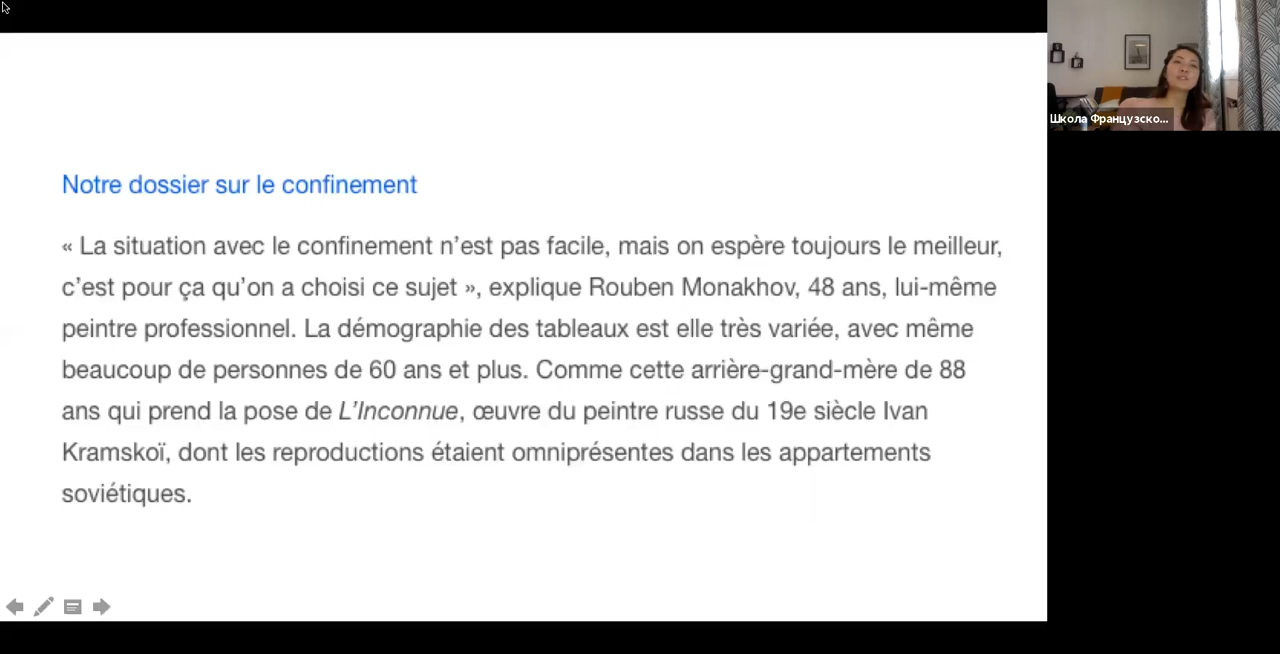 Школа Французско...
Notre dossier sur le confinement
« La situation avec le confinement n’est pas facile, mais on espère toujours le meilleur,
c’est pour ça qu’on a choisi ce sujet », explique Rouben Monakhov, 48 ans, lui-même
peintre professionnel. La démographie des tableaux est elle très variée, avec même
beaucoup de personnes de 60 ans et plus. Comme cette arrière-grand-mère de 88
ans qui prend la pose de L’Inconnue, œuvre du peintre russe du 19e siècle Ivan
Kramskoï, dont les reproductions étaient omniprésentes dans les appartements
soviétiques.